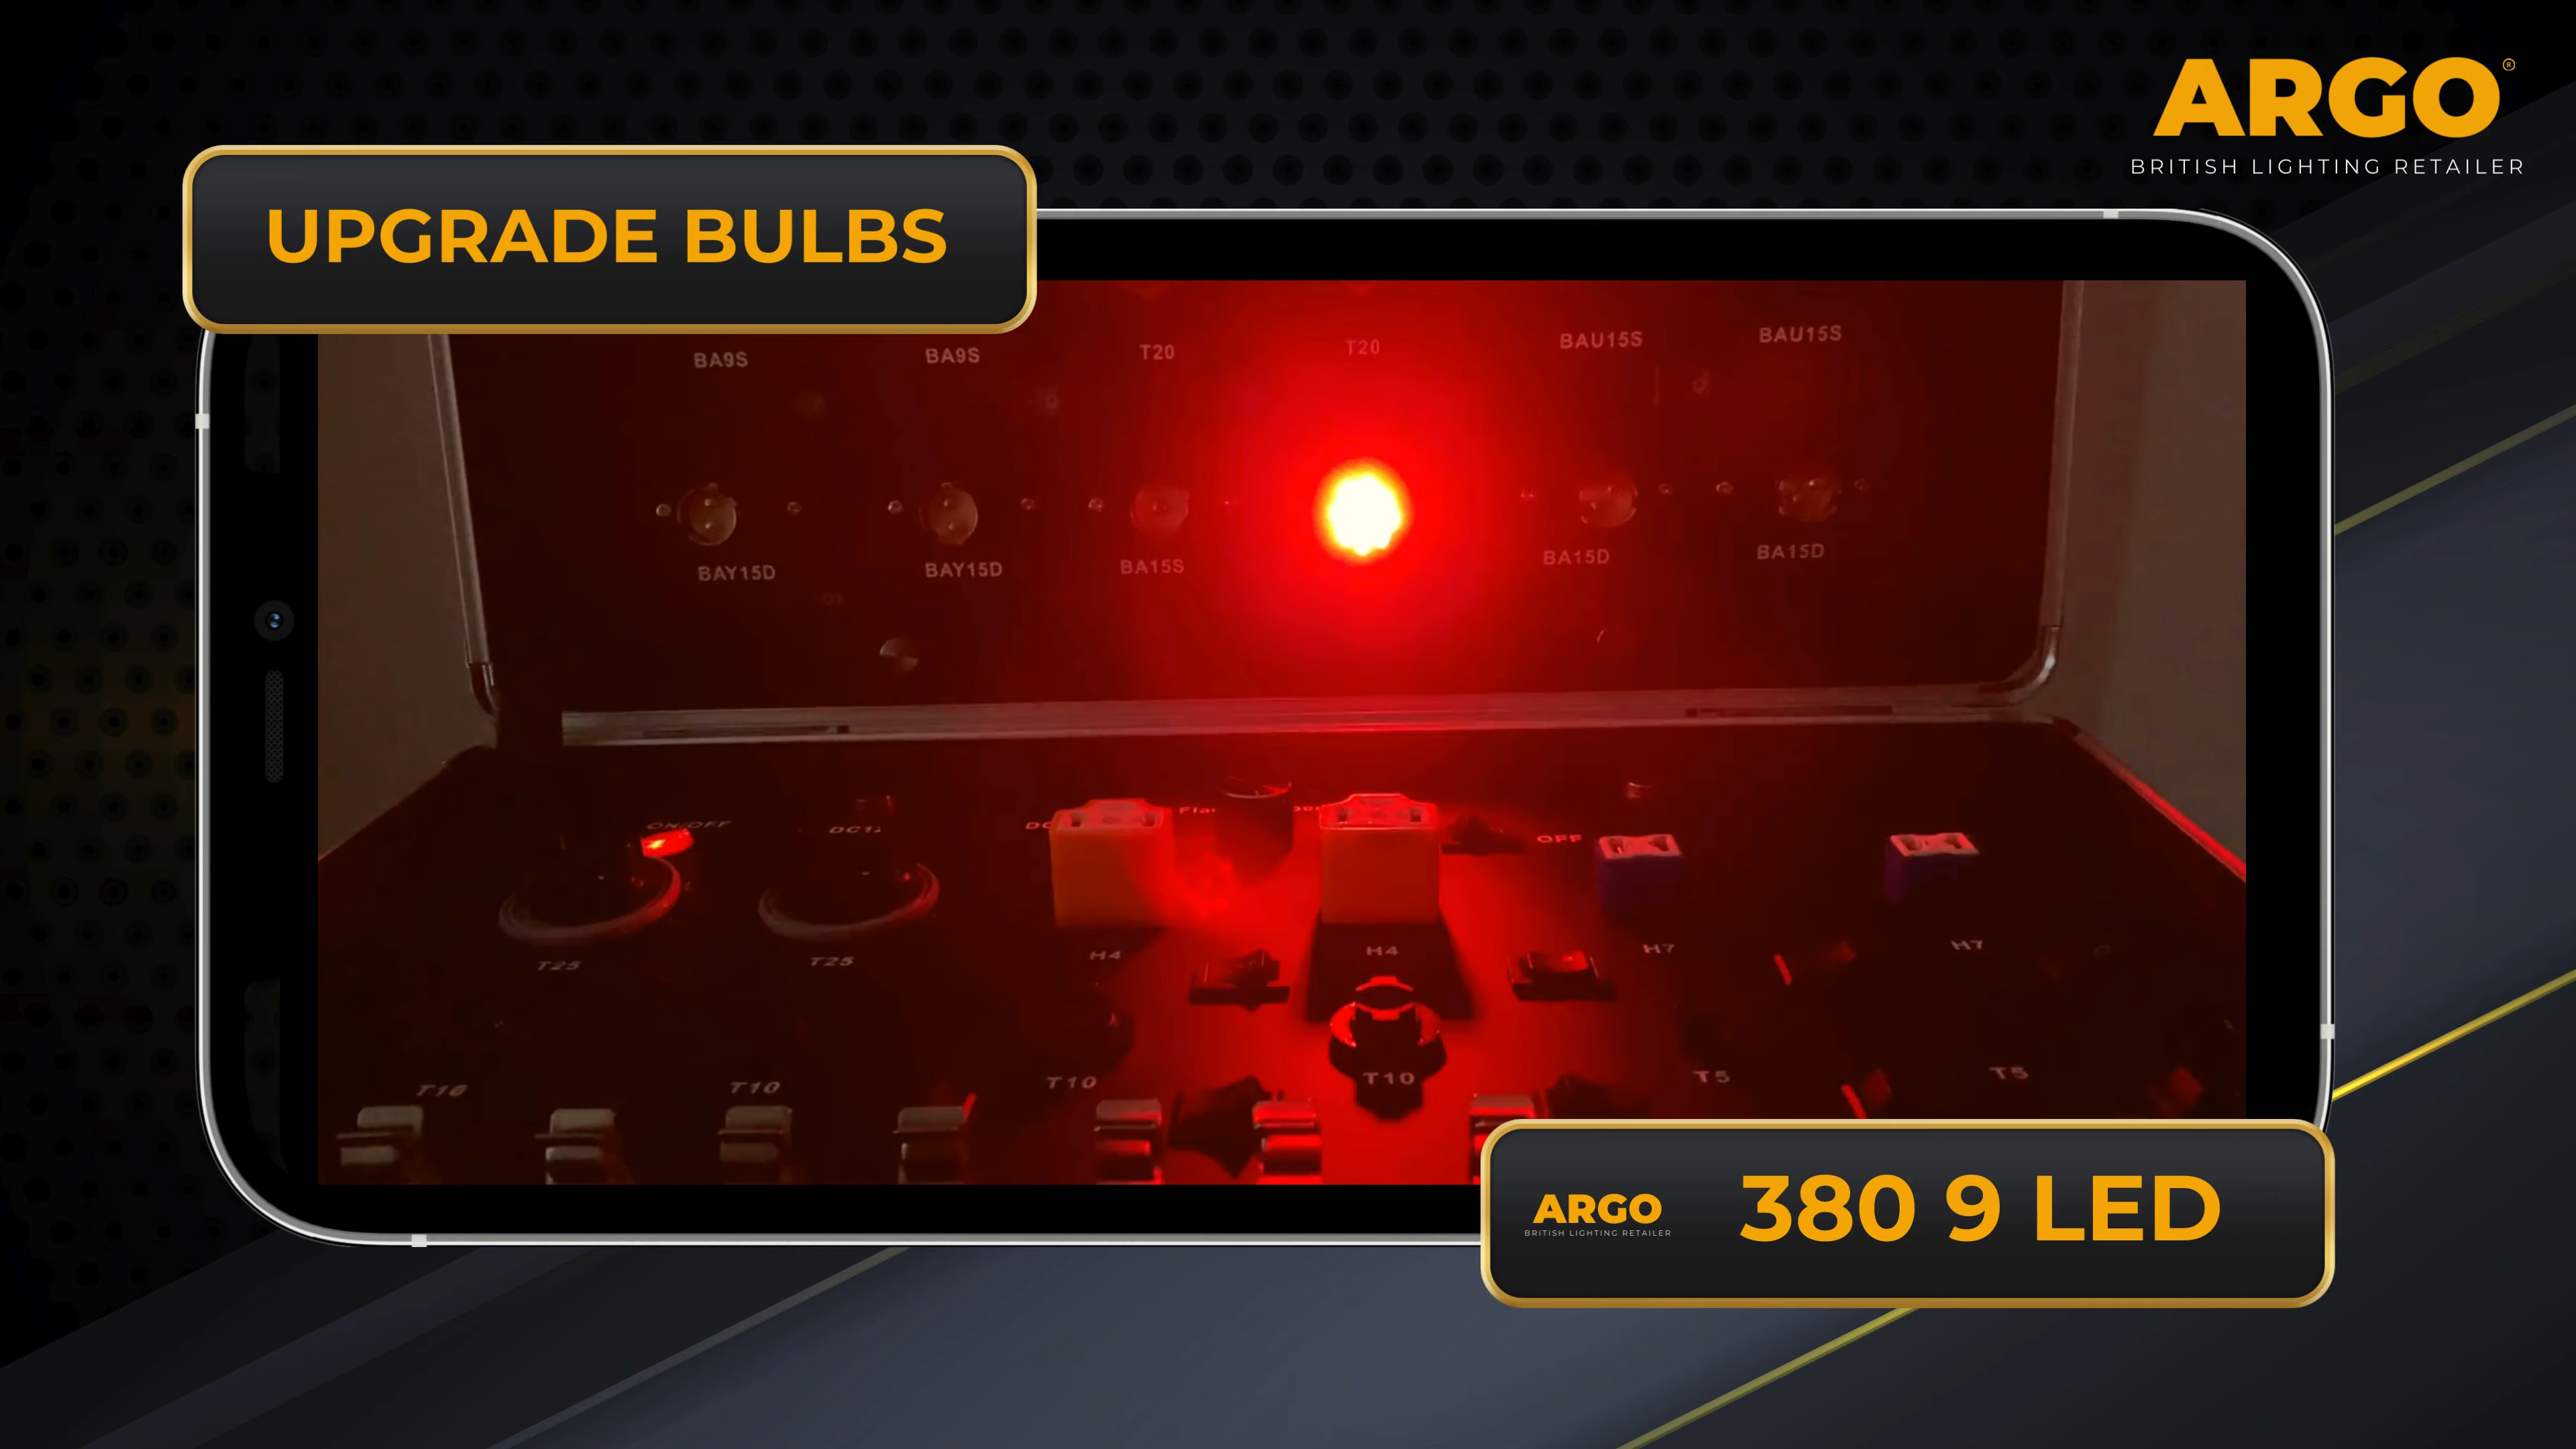 ARGO®
BRITISH LIGHTING RETAILER
UPGRADE BULBS
BA9S BA9S T20 T20 BAU15S BAU15S
BAY15D BAY15D BA15S BA15D BA15D
ON/OFF OFF
T25 T25 H4 H4 H7 H7
T10 T10 T10 T10 T5 T5
ARGO 380 9 LED
BRITISH LIGHTING RETAILER